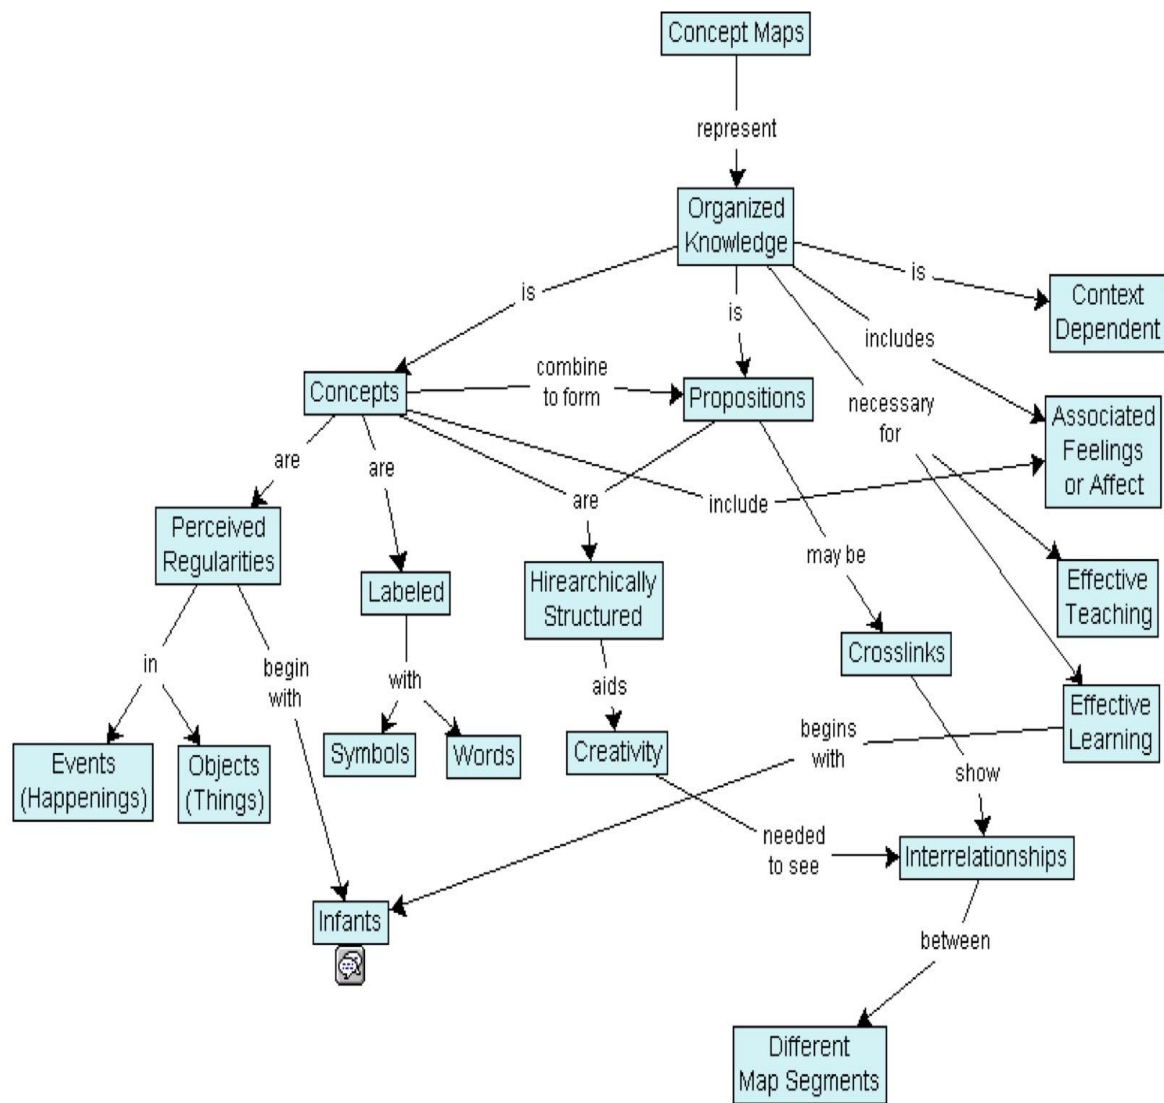 Concept Maps
represent
Organized
Knowledge
is
is
is
includes
necessary
for
Context
Dependent
Concepts
combine
to form
Propositions
Associated
Feelings
or Affect
are
are
are
include
may be
Perceived
Regularities
Labeled
Hirearchically
Structured
Effective
Teaching
Crosslinks
in
begin
with
with
aids
begins
with
Effective
Learning
Events
(Happenings)
Objects
(Things)
Symbols
Words
Creativity
show
needed
to see
Interrelationships
Infants
between
Different
Map Segments